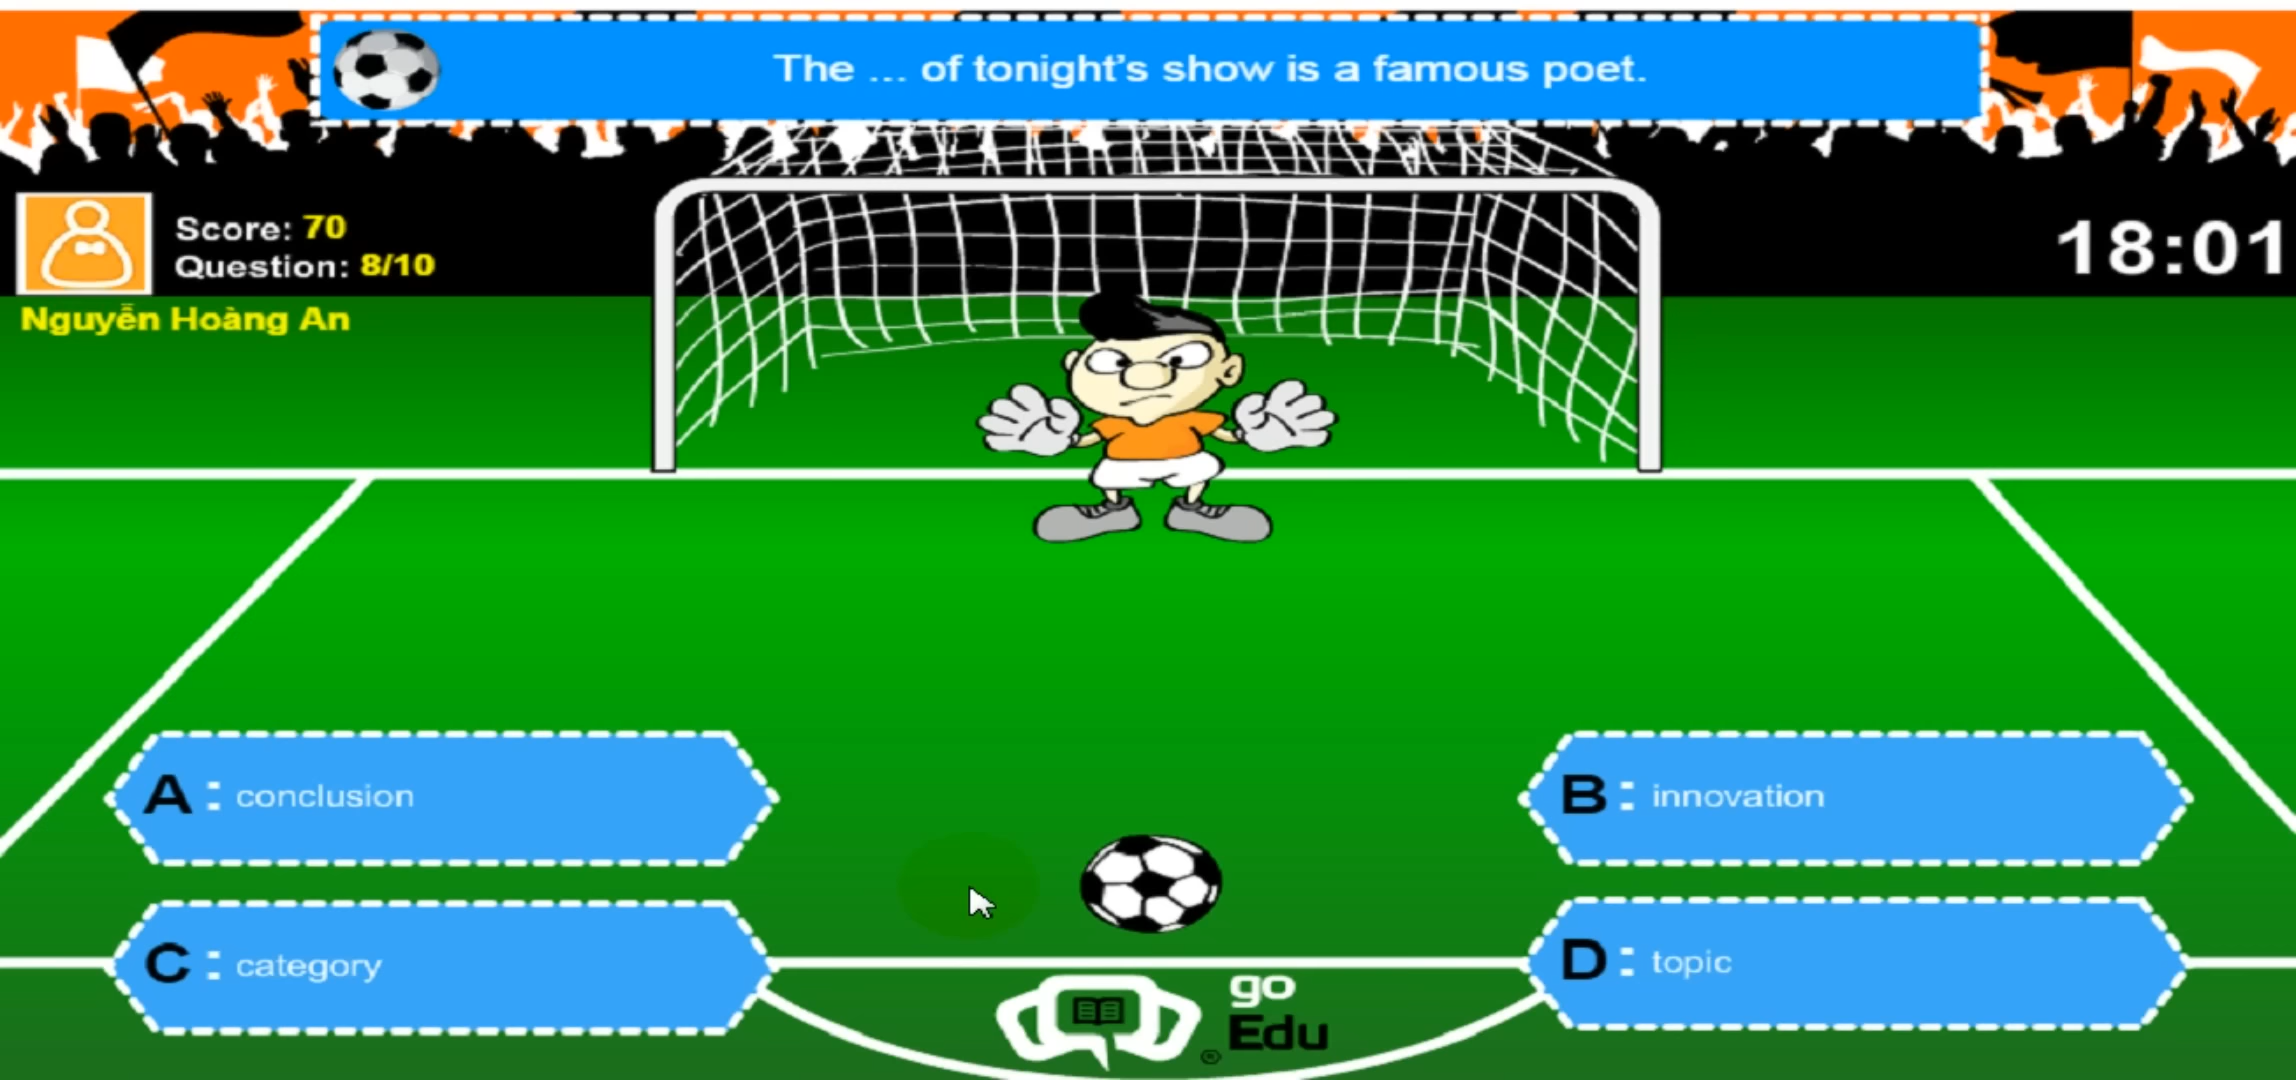 The ... of tonight's show is a famous poet.
Score: 70
Question: 8/10
18:01
Nguyễn Hoàng An
A : conclusion
B : innovation
C : category
D : topic
go
Edu
®